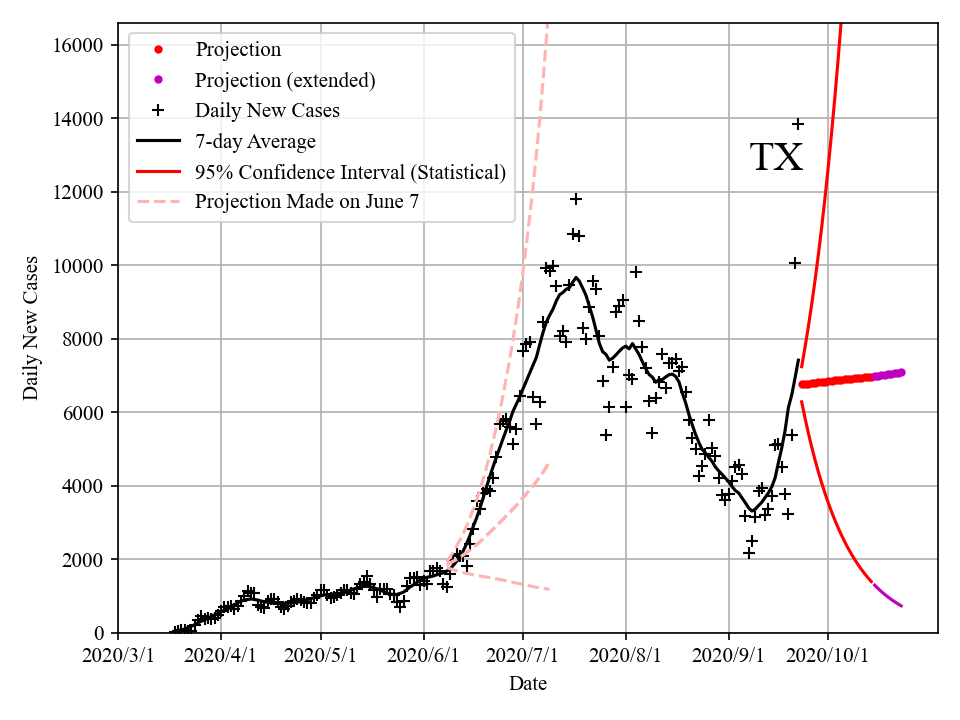 16000
14000
12000
10000
8000
6000
4000
2000
0
Daily New Cases
Projection
Projection (extended)
Daily New Cases
7-day Average
95% Confidence Interval (Statistical)
Projection Made on June 7
TX
2020/3/1 2020/4/1 2020/5/1 2020/6/1 2020/7/1 2020/8/1 2020/9/1 2020/10/1
Date